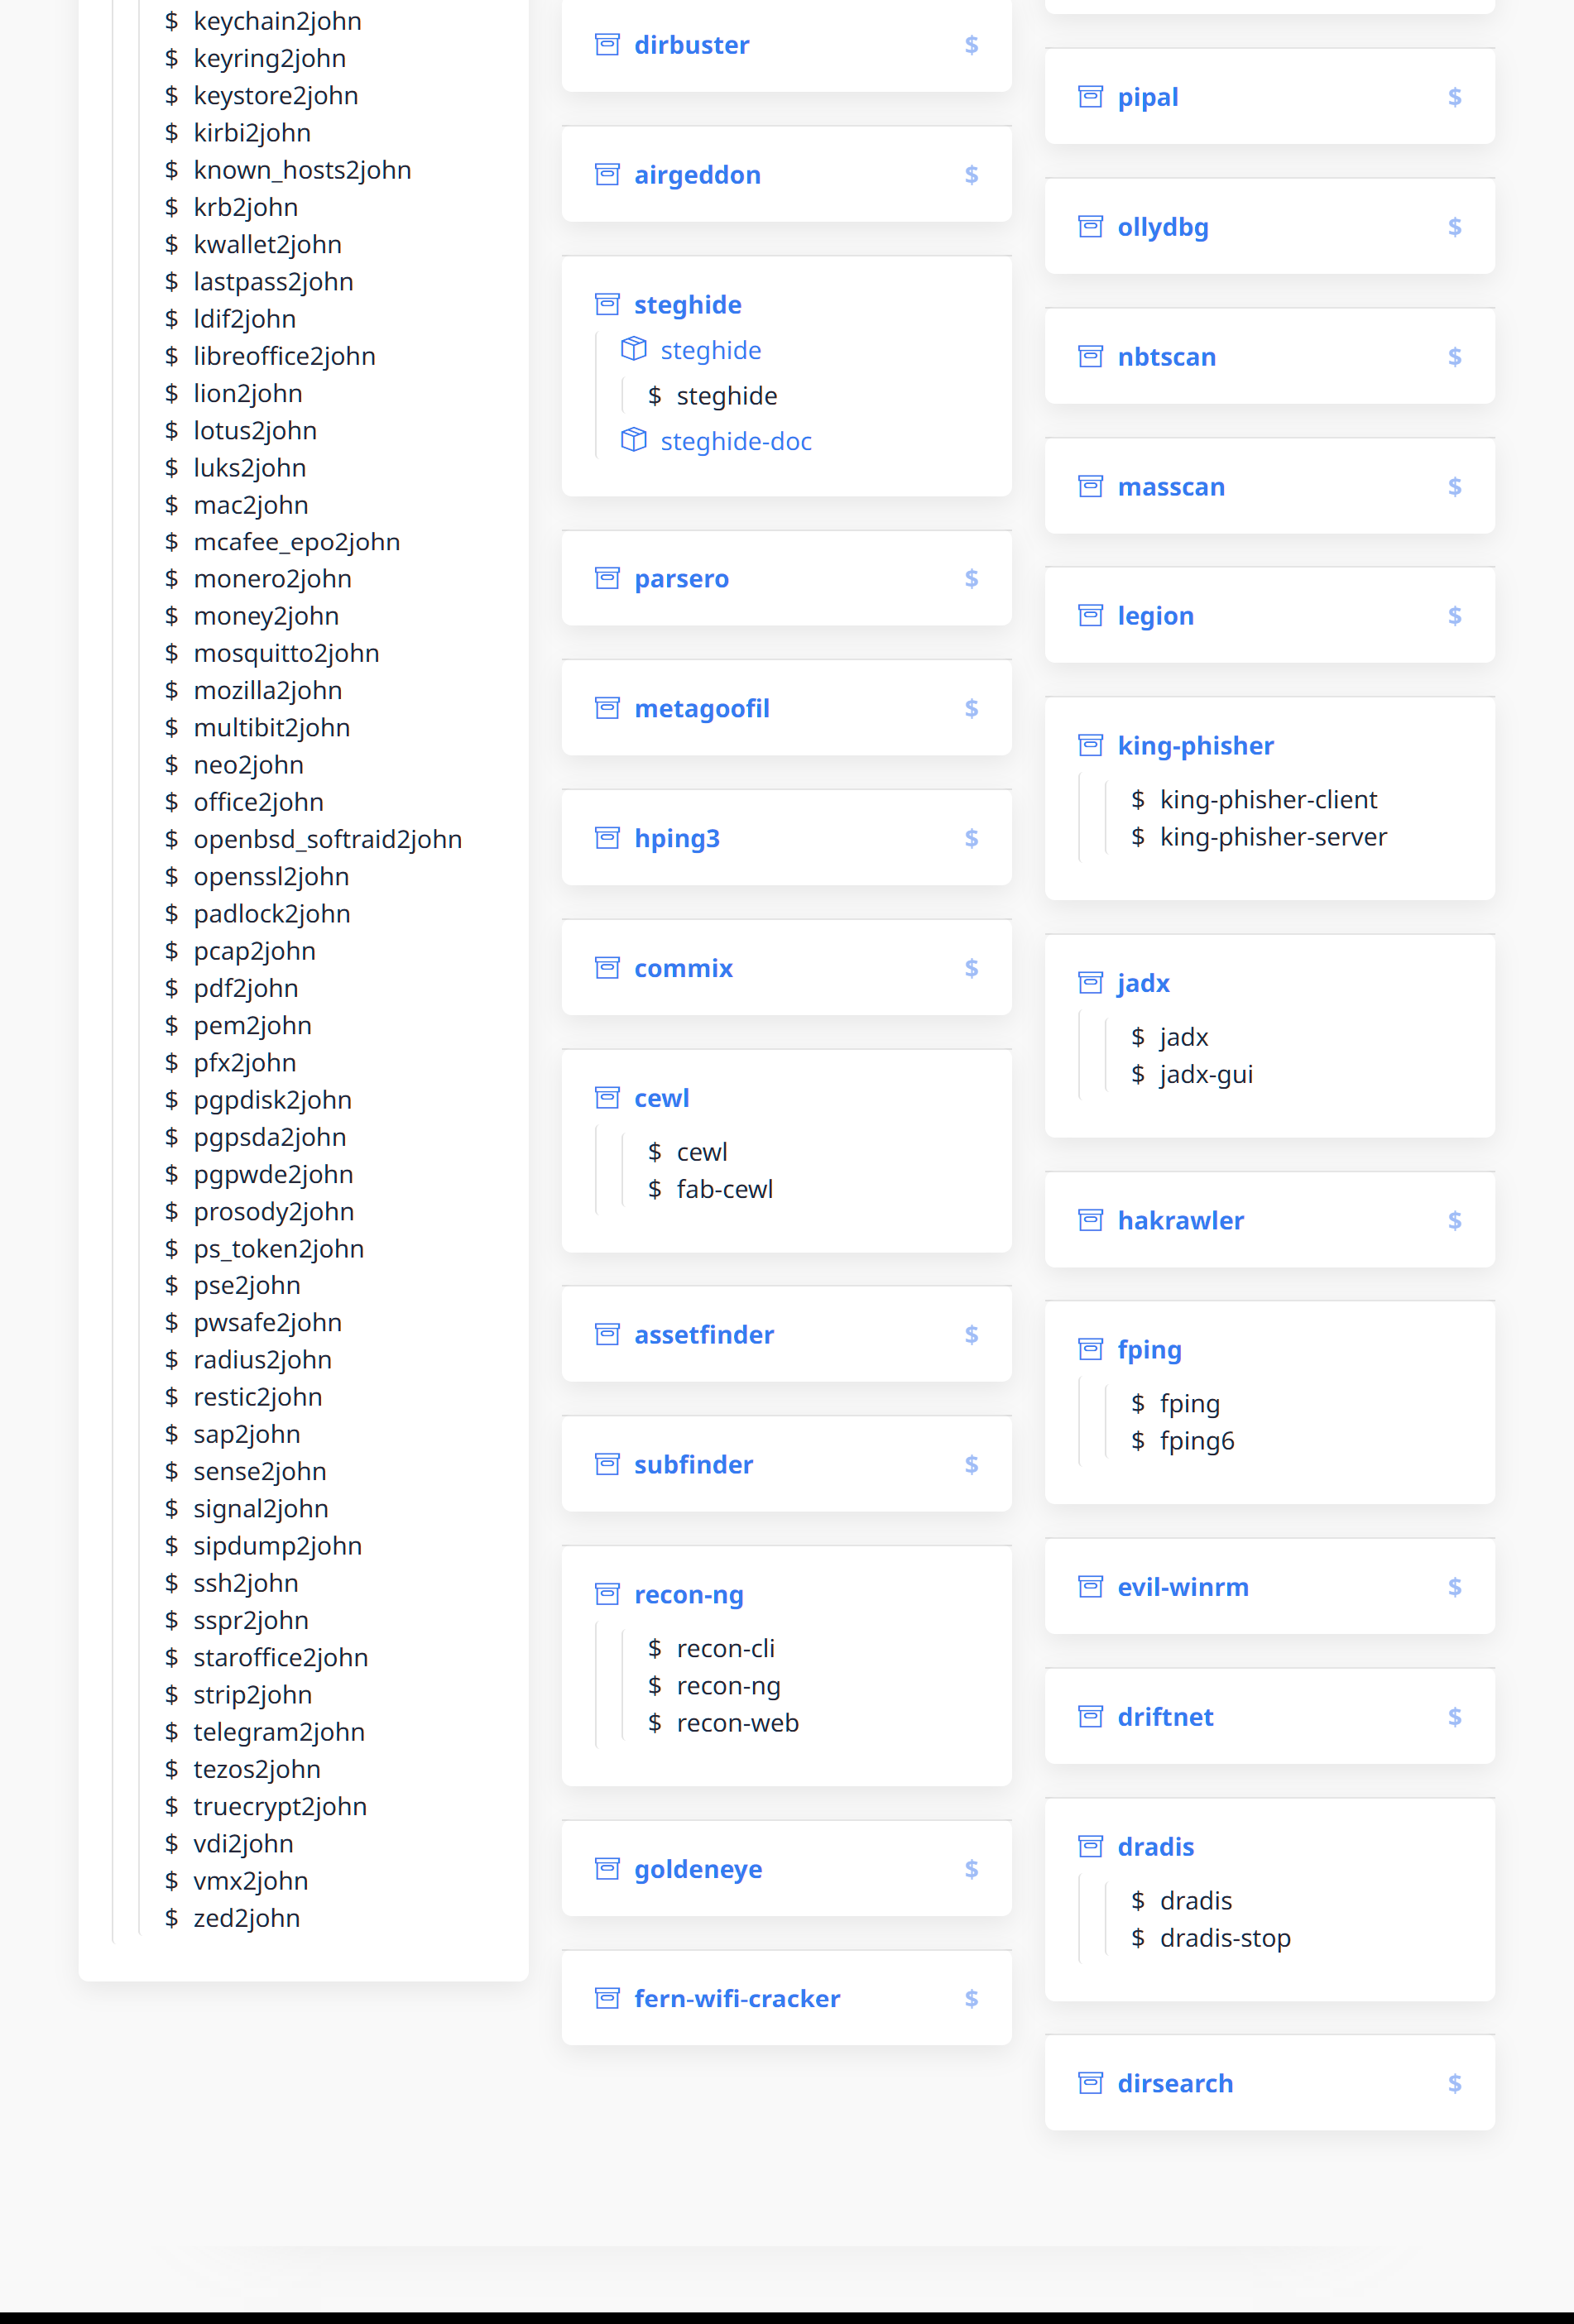 $ keychain2john
$ keyring2john
$ keystore2john
$ kirbi2john
$ known_hosts2john
$ krb2john
$ kwallet2john
$ lastpass2john
$ ldif2john
$ libreoffice2john
$ lion2john
$ lotus2john
$ luks2john
$ mac2john
$ mcafee_epo2john
$ monero2john
$ money2john
$ mosquitto2john
$ mozilla2john
$ multibit2john
$ neo2john
$ office2john
$ openbsd_softraid2john
$ openssl2john
$ padlock2john
$ pcap2john
$ pdf2john
$ pem2john
$ pfx2john
$ pgpdisk2john
$ pgpsda2john
$ pgpwde2john
$ prosody2john
$ ps_token2john
$ pse2john
$ pwsafe2john
$ radius2john
$ restic2john
$ sap2john
$ sense2john
$ signal2john
$ sipdump2john
$ ssh2john
$ sspr2john
$ staroffice2john
$ strip2john
$ telegram2john
$ tezos2john
$ truecrypt2john
$ vdi2john
$ vmx2john
$ zed2john
dirbuster $
airgeddon $
steghide
steghide
$ steghide
steghide-doc
parsero $
metagoofil $
hping3 $
commix $
cewl
$ cewl
$ fab-cewl
assetfinder $
subfinder $
recon-ng
$ recon-cli
$ recon-ng
$ recon-web
goldeneye $
fern-wifi-cracker $
pipal $
ollydbg $
nbtscan $
masscan $
legion $
king-phisher
$ king-phisher-client
$ king-phisher-server
jadx
$ jadx
$ jadx-gui
hakrawler $
fping
$ fping
$ fping6
evil-winrm $
driftnet $
dradis
$ dradis
$ dradis-stop
dirsearch $